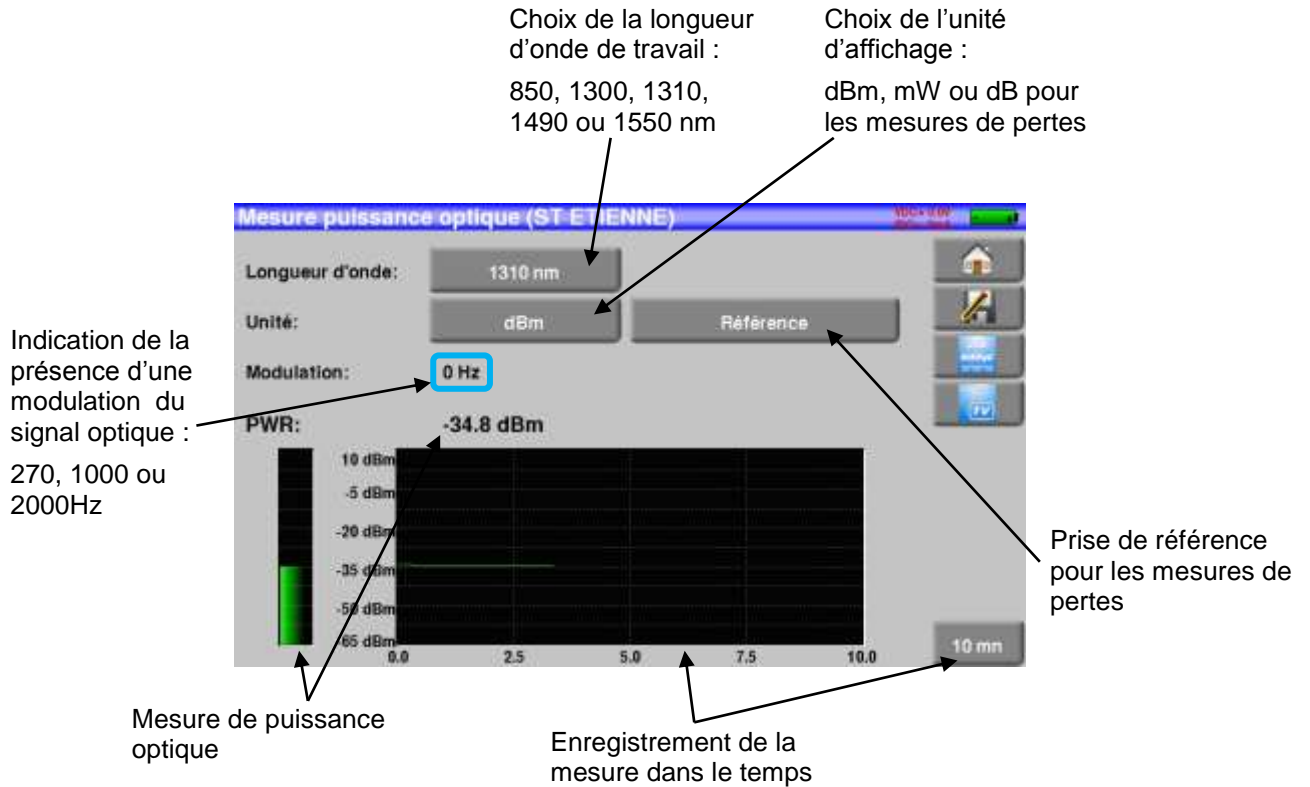 Choix de la longueur
d'onde de travail :
850, 1300, 1310,
1490 ou 1550 nm
Choix de l'unité
d'affichage :
dBm, mW ou dB pour
les mesures de pertes
Mesure puissance optique (ST ETIENNE)
Longueur d'onde:
1310 nm
Unité:
dBm
Référence
Modulation:
0 Hz
PWR:
-34.8 dBm
10 dBm
-5 dBm
-20 dBm
-35 dBm
-50 dBm
-65 dBm
0.0
2.5
5.0
7.5
10.0
TV
10 mn
Indication de la
présence d'une
modulation du
signal optique :
270, 1000 ou
2000Hz
Prise de référence
pour les mesures de
pertes
Mesure de puissance
optique
Enregistrement de la
mesure dans le temps